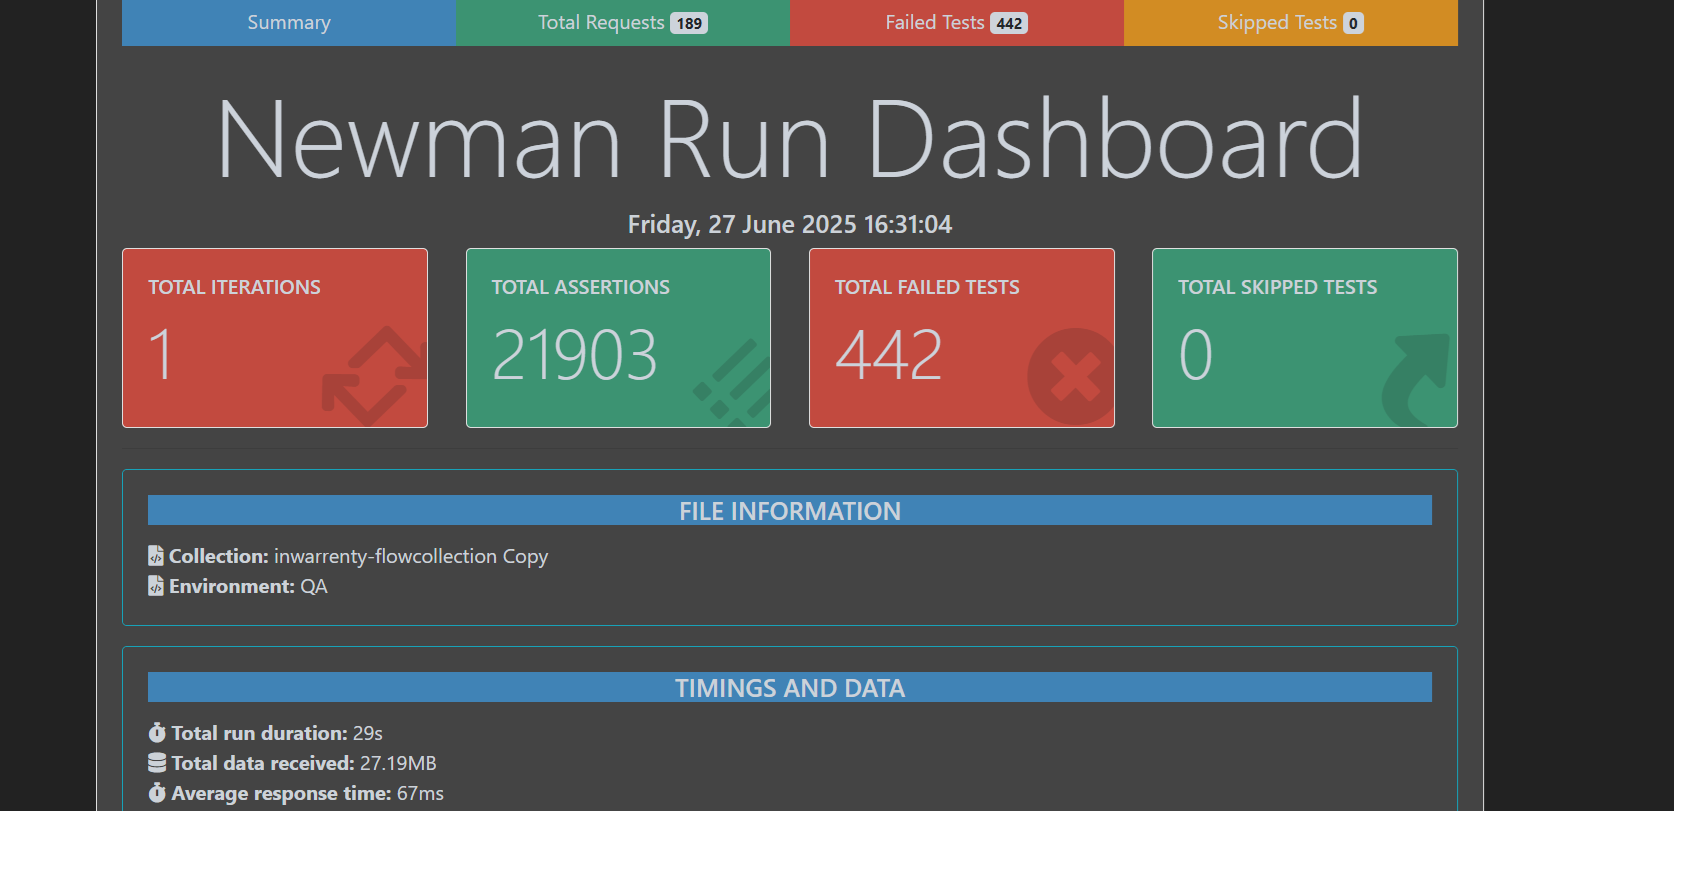 Summary Total Requests 189 Failed Tests 442 Skipped Tests 0
Newman Run Dashboard
Friday, 27 June 2025 16:31:04
TOTAL ITERATIONS TOTAL ASSERTIONS TOTAL FAILED TESTS TOTAL SKIPPED TESTS
1 21903 442 0
FILE INFORMATION
Collection: inwarrenty-flowcollection Copy
Environment: QA
TIMINGS AND DATA
Total run duration: 29s
Total data received: 27.19MB
Average response time: 67ms